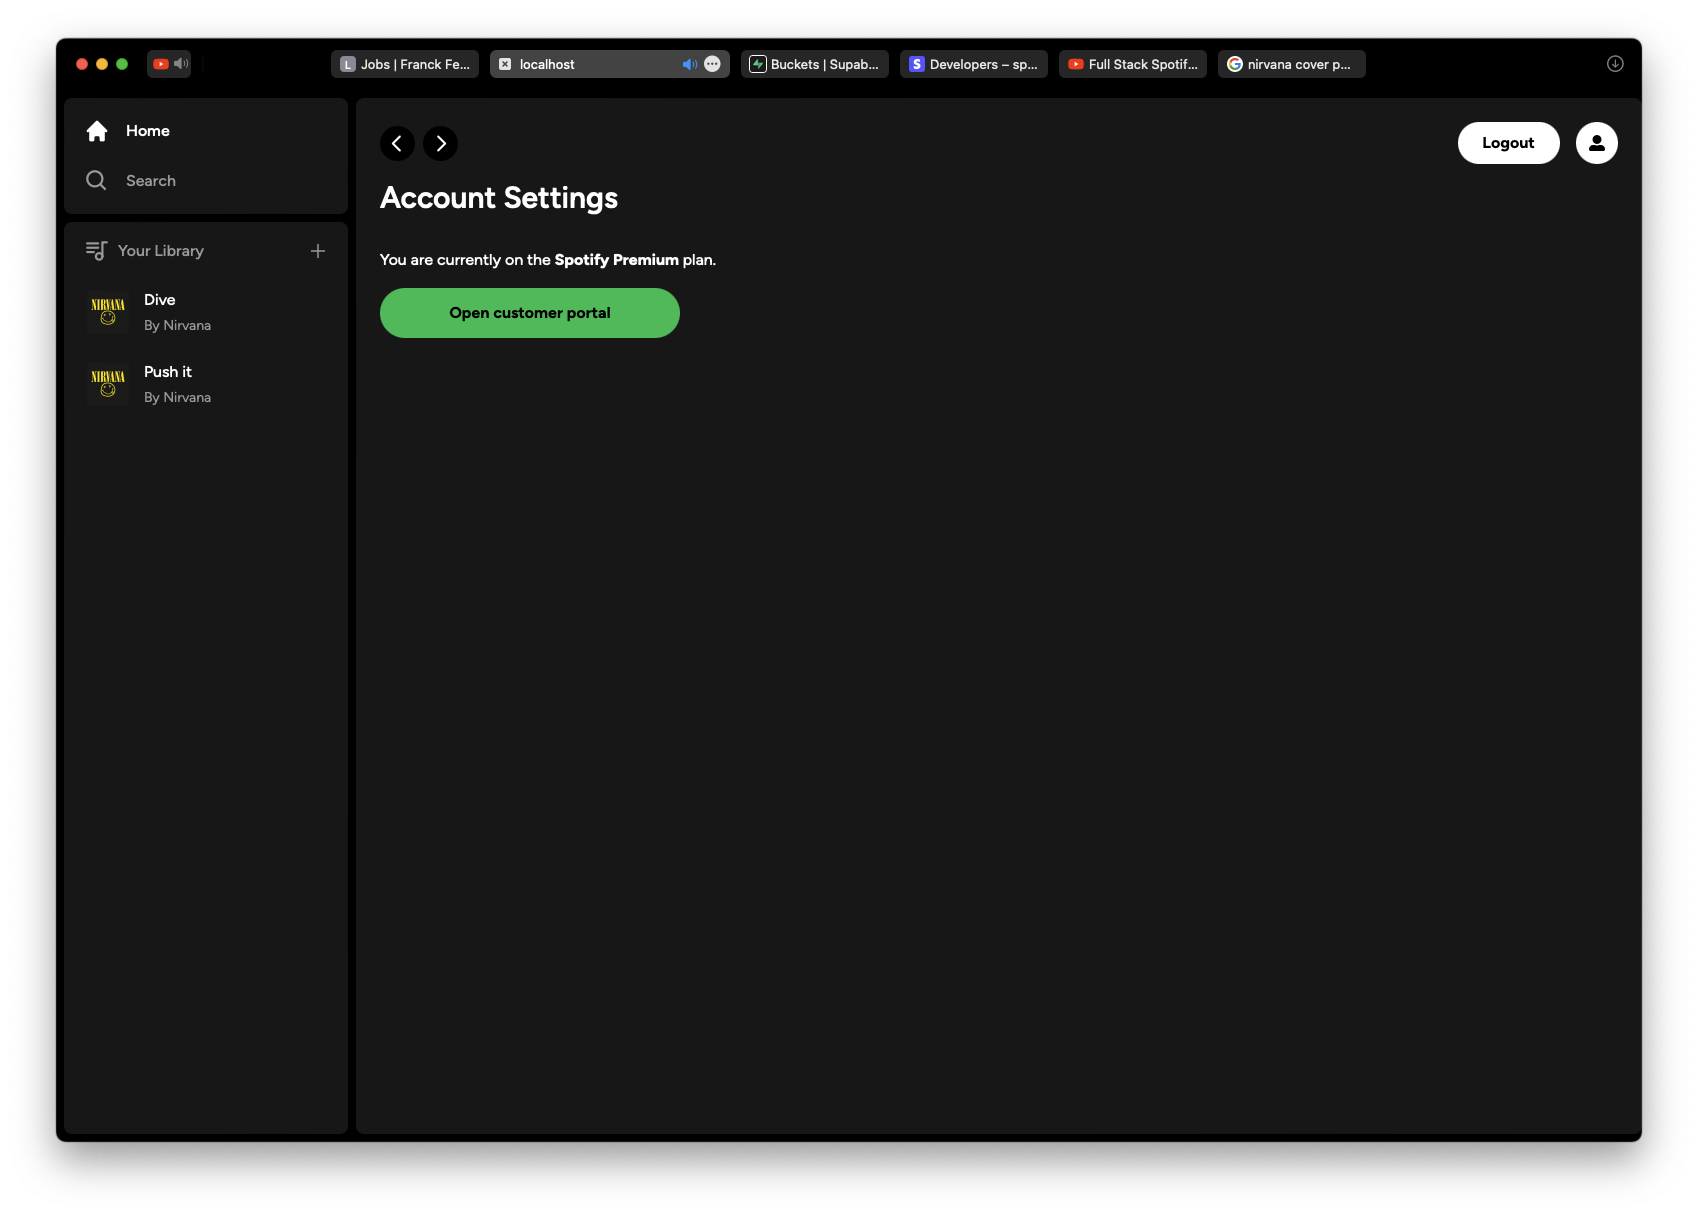 L Jobs | Franck Fe...
localhost
Buckets | Supab...
S Developers – sp...
Full Stack Spotif...
G nirvana cover p...
Home
Search
Your Library
NIRVANA
Dive
By Nirvana
NIRVANA
Push it
By Nirvana
Logout
Account Settings
You are currently on the Spotify Premium plan.
Open customer portal